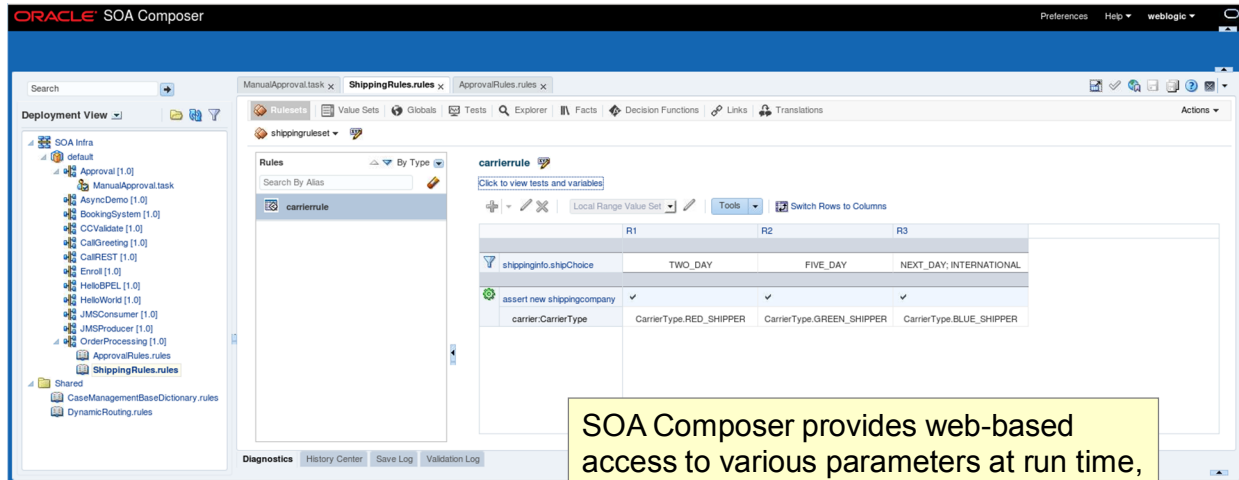 ORACLE SOA Composer
Preferences Help weblogic
Search
ManualApproval.task x ShippingRules.rules x ApprovalRules.rules x
Deployment View
Rulesets Value Sets Globals Tests Explorer Facts Decision Functions Links Translations Actions
shippingruleset
SOA Infra
default
Approval [1.0]
ManualApproval.task
AsyncDemo [1.0]
BookingSystem [1.0]
CCValidate [1.0]
CallGreeting [1.0]
CallREST [1.0]
Enroll [1.0]
HelloBPEL [1.0]
HelloWorld [1.0]
JMSConsumer [1.0]
JMSProducer [1.0]
OrderProcessing [1.0]
ApprovalRules.rules
ShippingRules.rules
Shared
CaseManagementBaseDictionary.rules
DynamicRouting.rules
Rules By Type
Search By Alias
carrierrule
carrierrule
Click to view tests and variables
Local Range Value Set Tools Switch Rows to Columns
R1 R2 R3
shippinginfo.shipChoice TWO_DAY FIVE_DAY NEXT_DAY; INTERNATIONAL
assert new shippingcompany ✔ ✔ ✔
carrier:CarrierType CarrierType.RED_SHIPPER CarrierType.GREEN_SHIPPER CarrierType.BLUE_SHIPPER
SOA Composer provides web-based
access to various parameters at run time,
Diagnostics History Center Save Log Validation Log